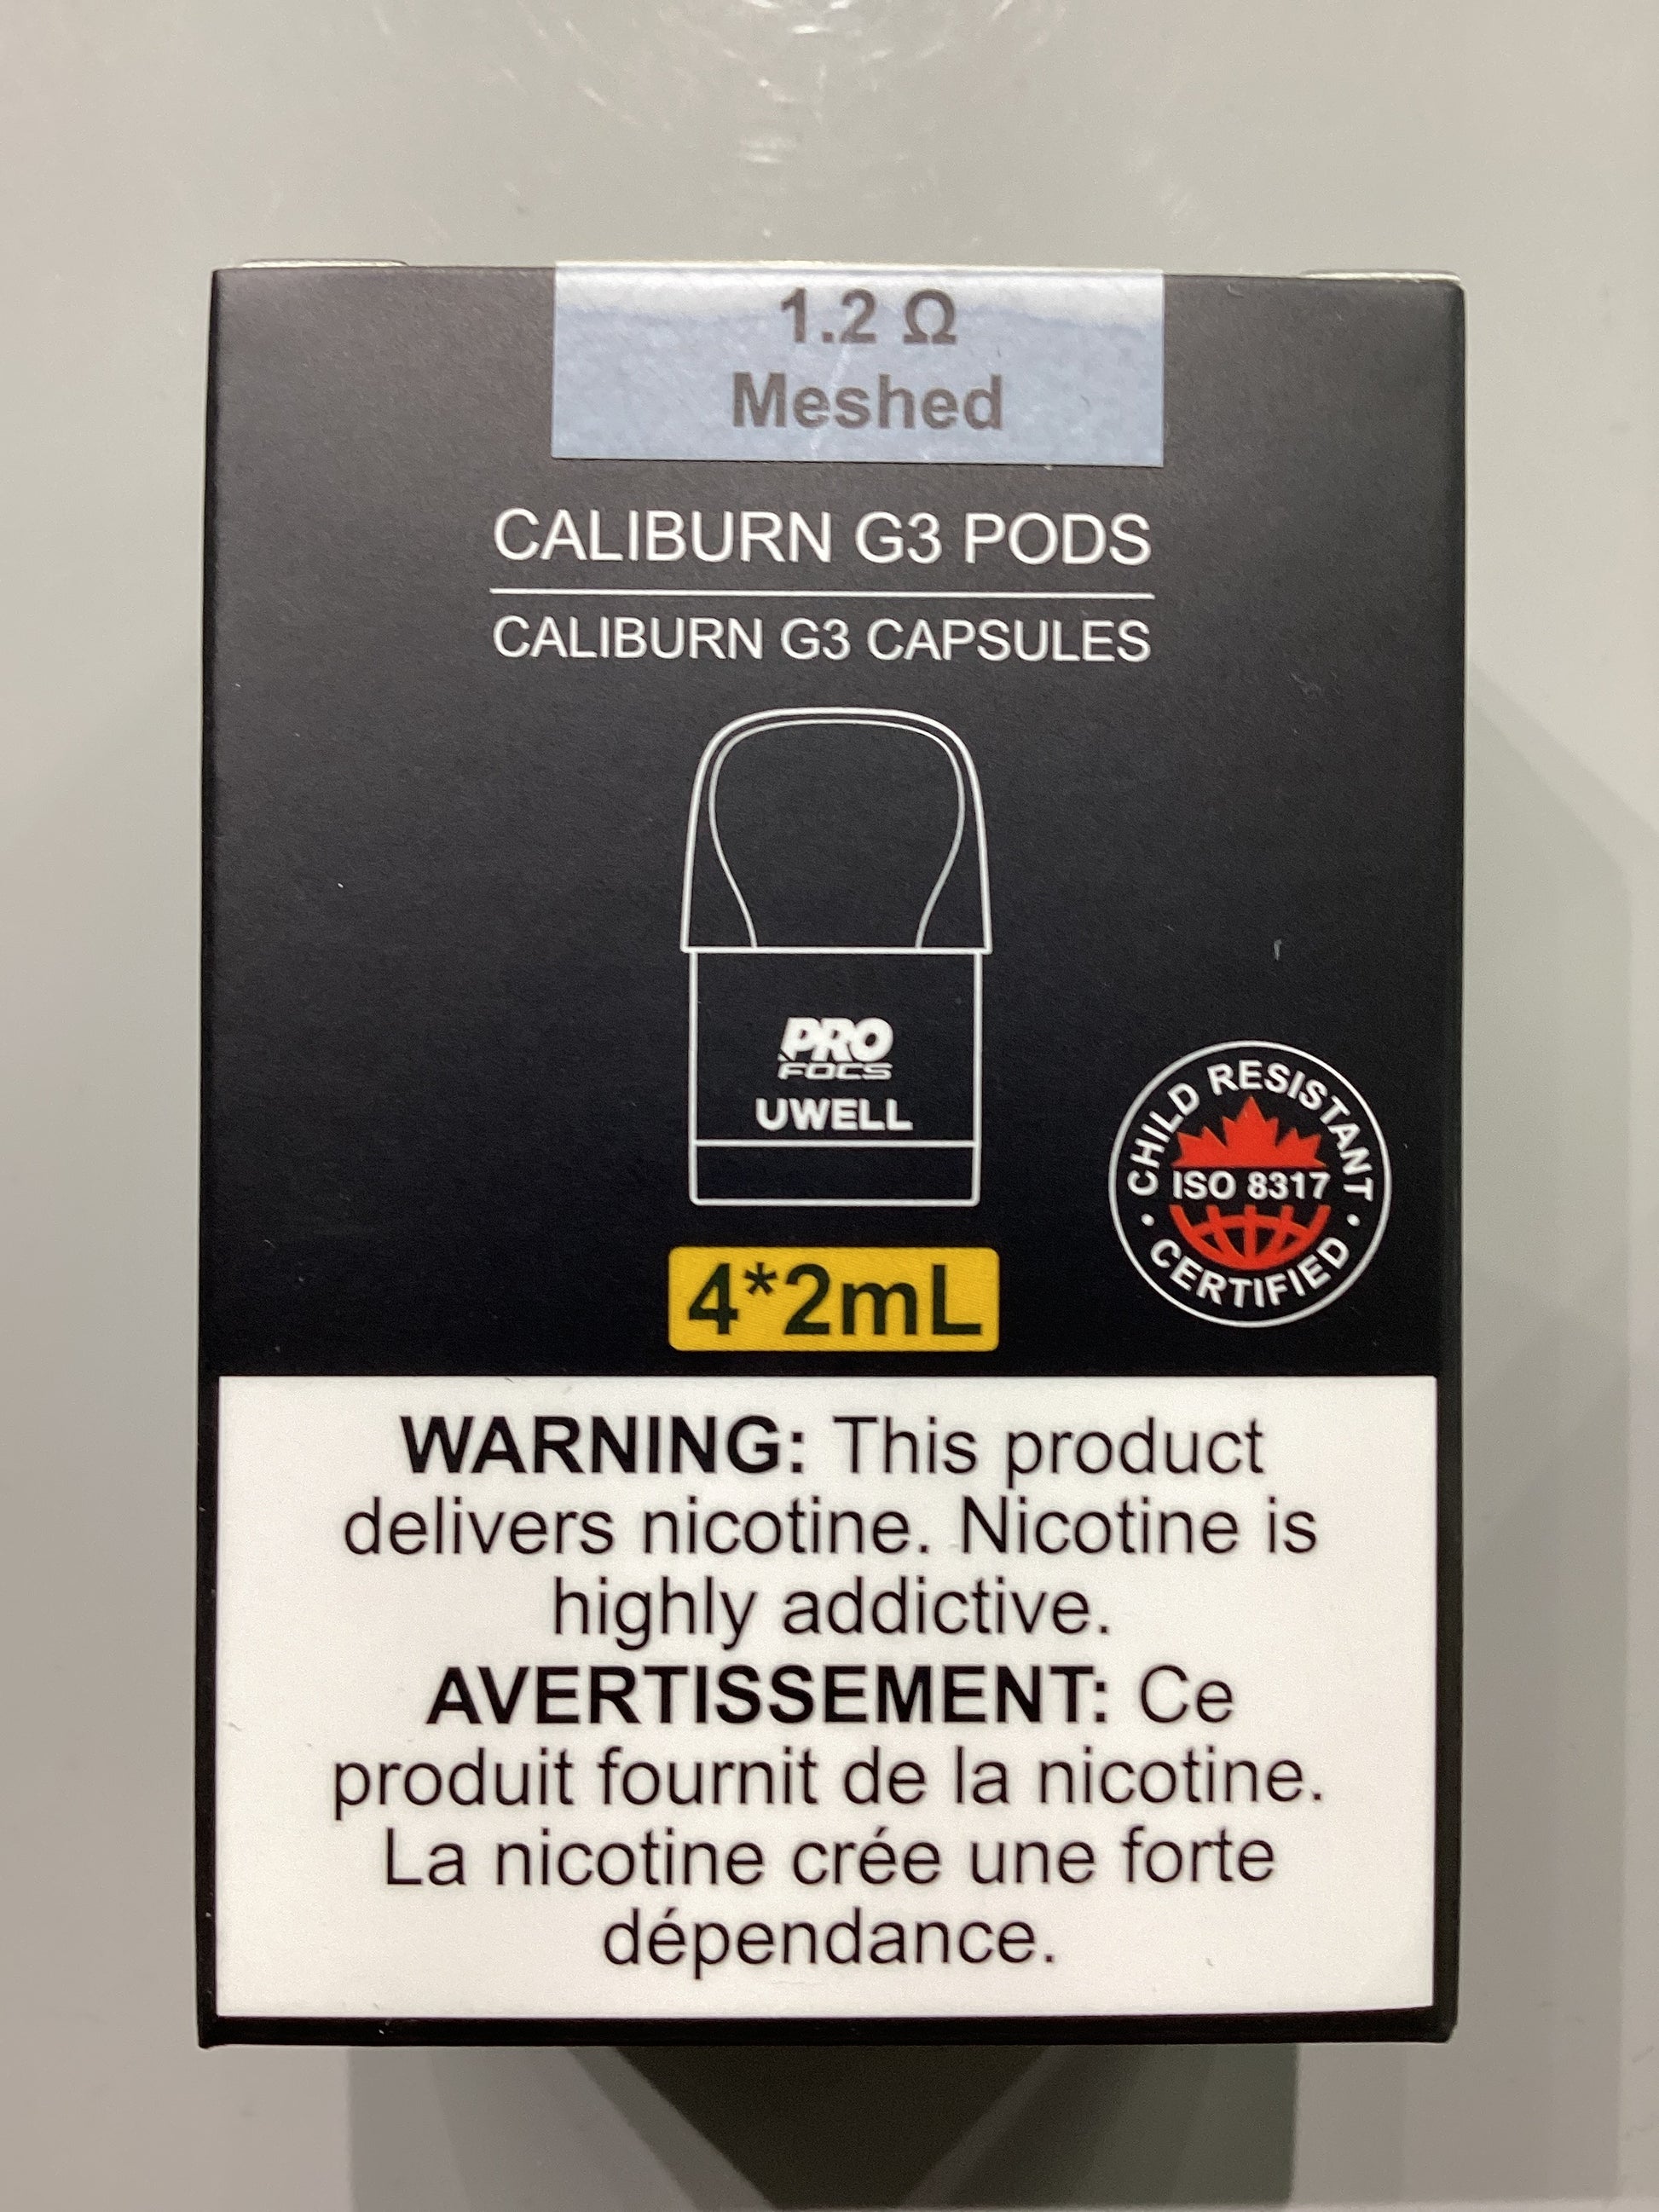 1.2 Ω
Meshed
CALIBURN G3 PODS
CALIBURN G3 CAPSULES
PRO
FOCS
UWELL
CHILD RESISTANT
ISO 8317
CERTIFIED
4*2mL
WARNING: This product
delivers nicotine. Nicotine is
highly addictive.
AVERTISSEMENT: Ce
produit fournit de la nicotine.
La nicotine crée une forte
dépendance.